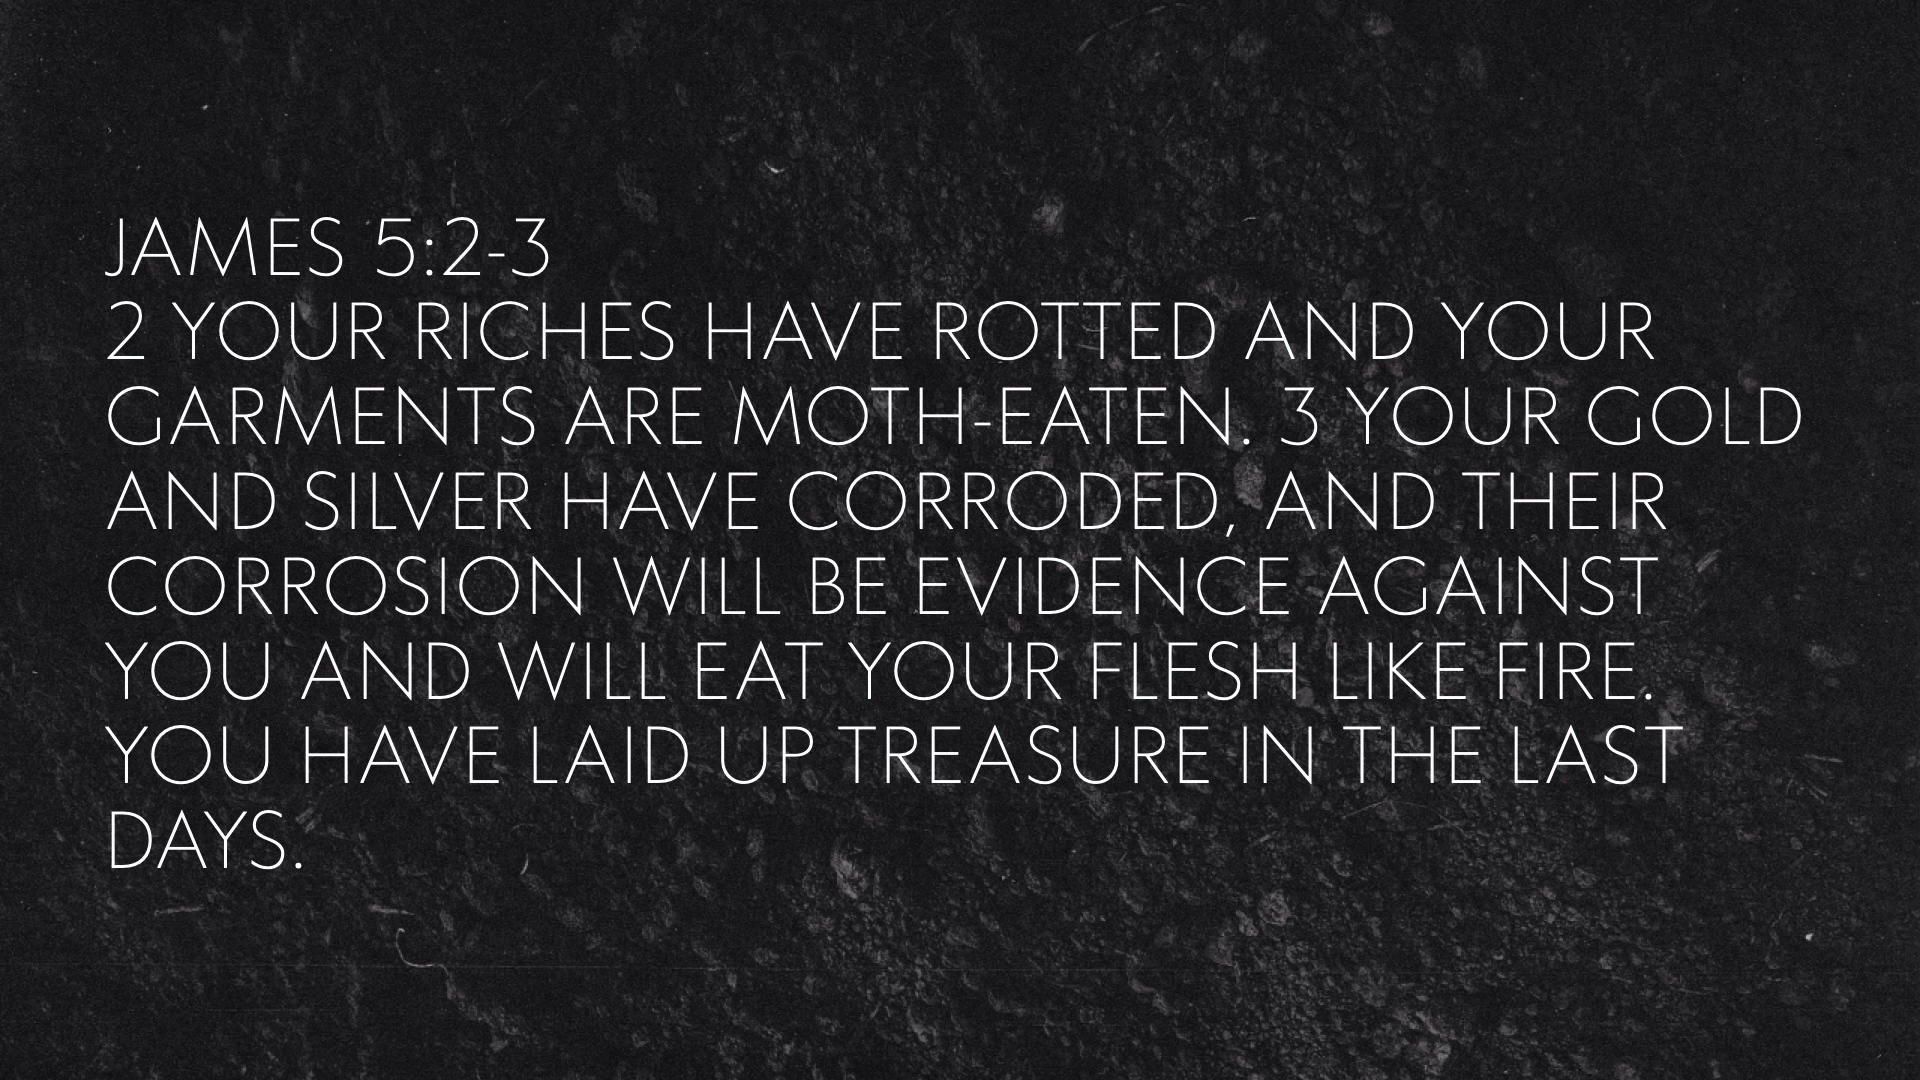 JAMES 5:2-3
2 YOUR RICHES HAVE ROTTED AND YOUR
GARMENTS ARE MOTH-EATEN. 3 YOUR GOLD
AND SILVER HAVE CORRODED, AND THEIR
CORROSION WILL BE EVIDENCE AGAINST
YOU AND WILL EAT YOUR FLESH LIKE FIRE.
YOU HAVE LAID UP TREASURE IN THE LAST
DAYS.